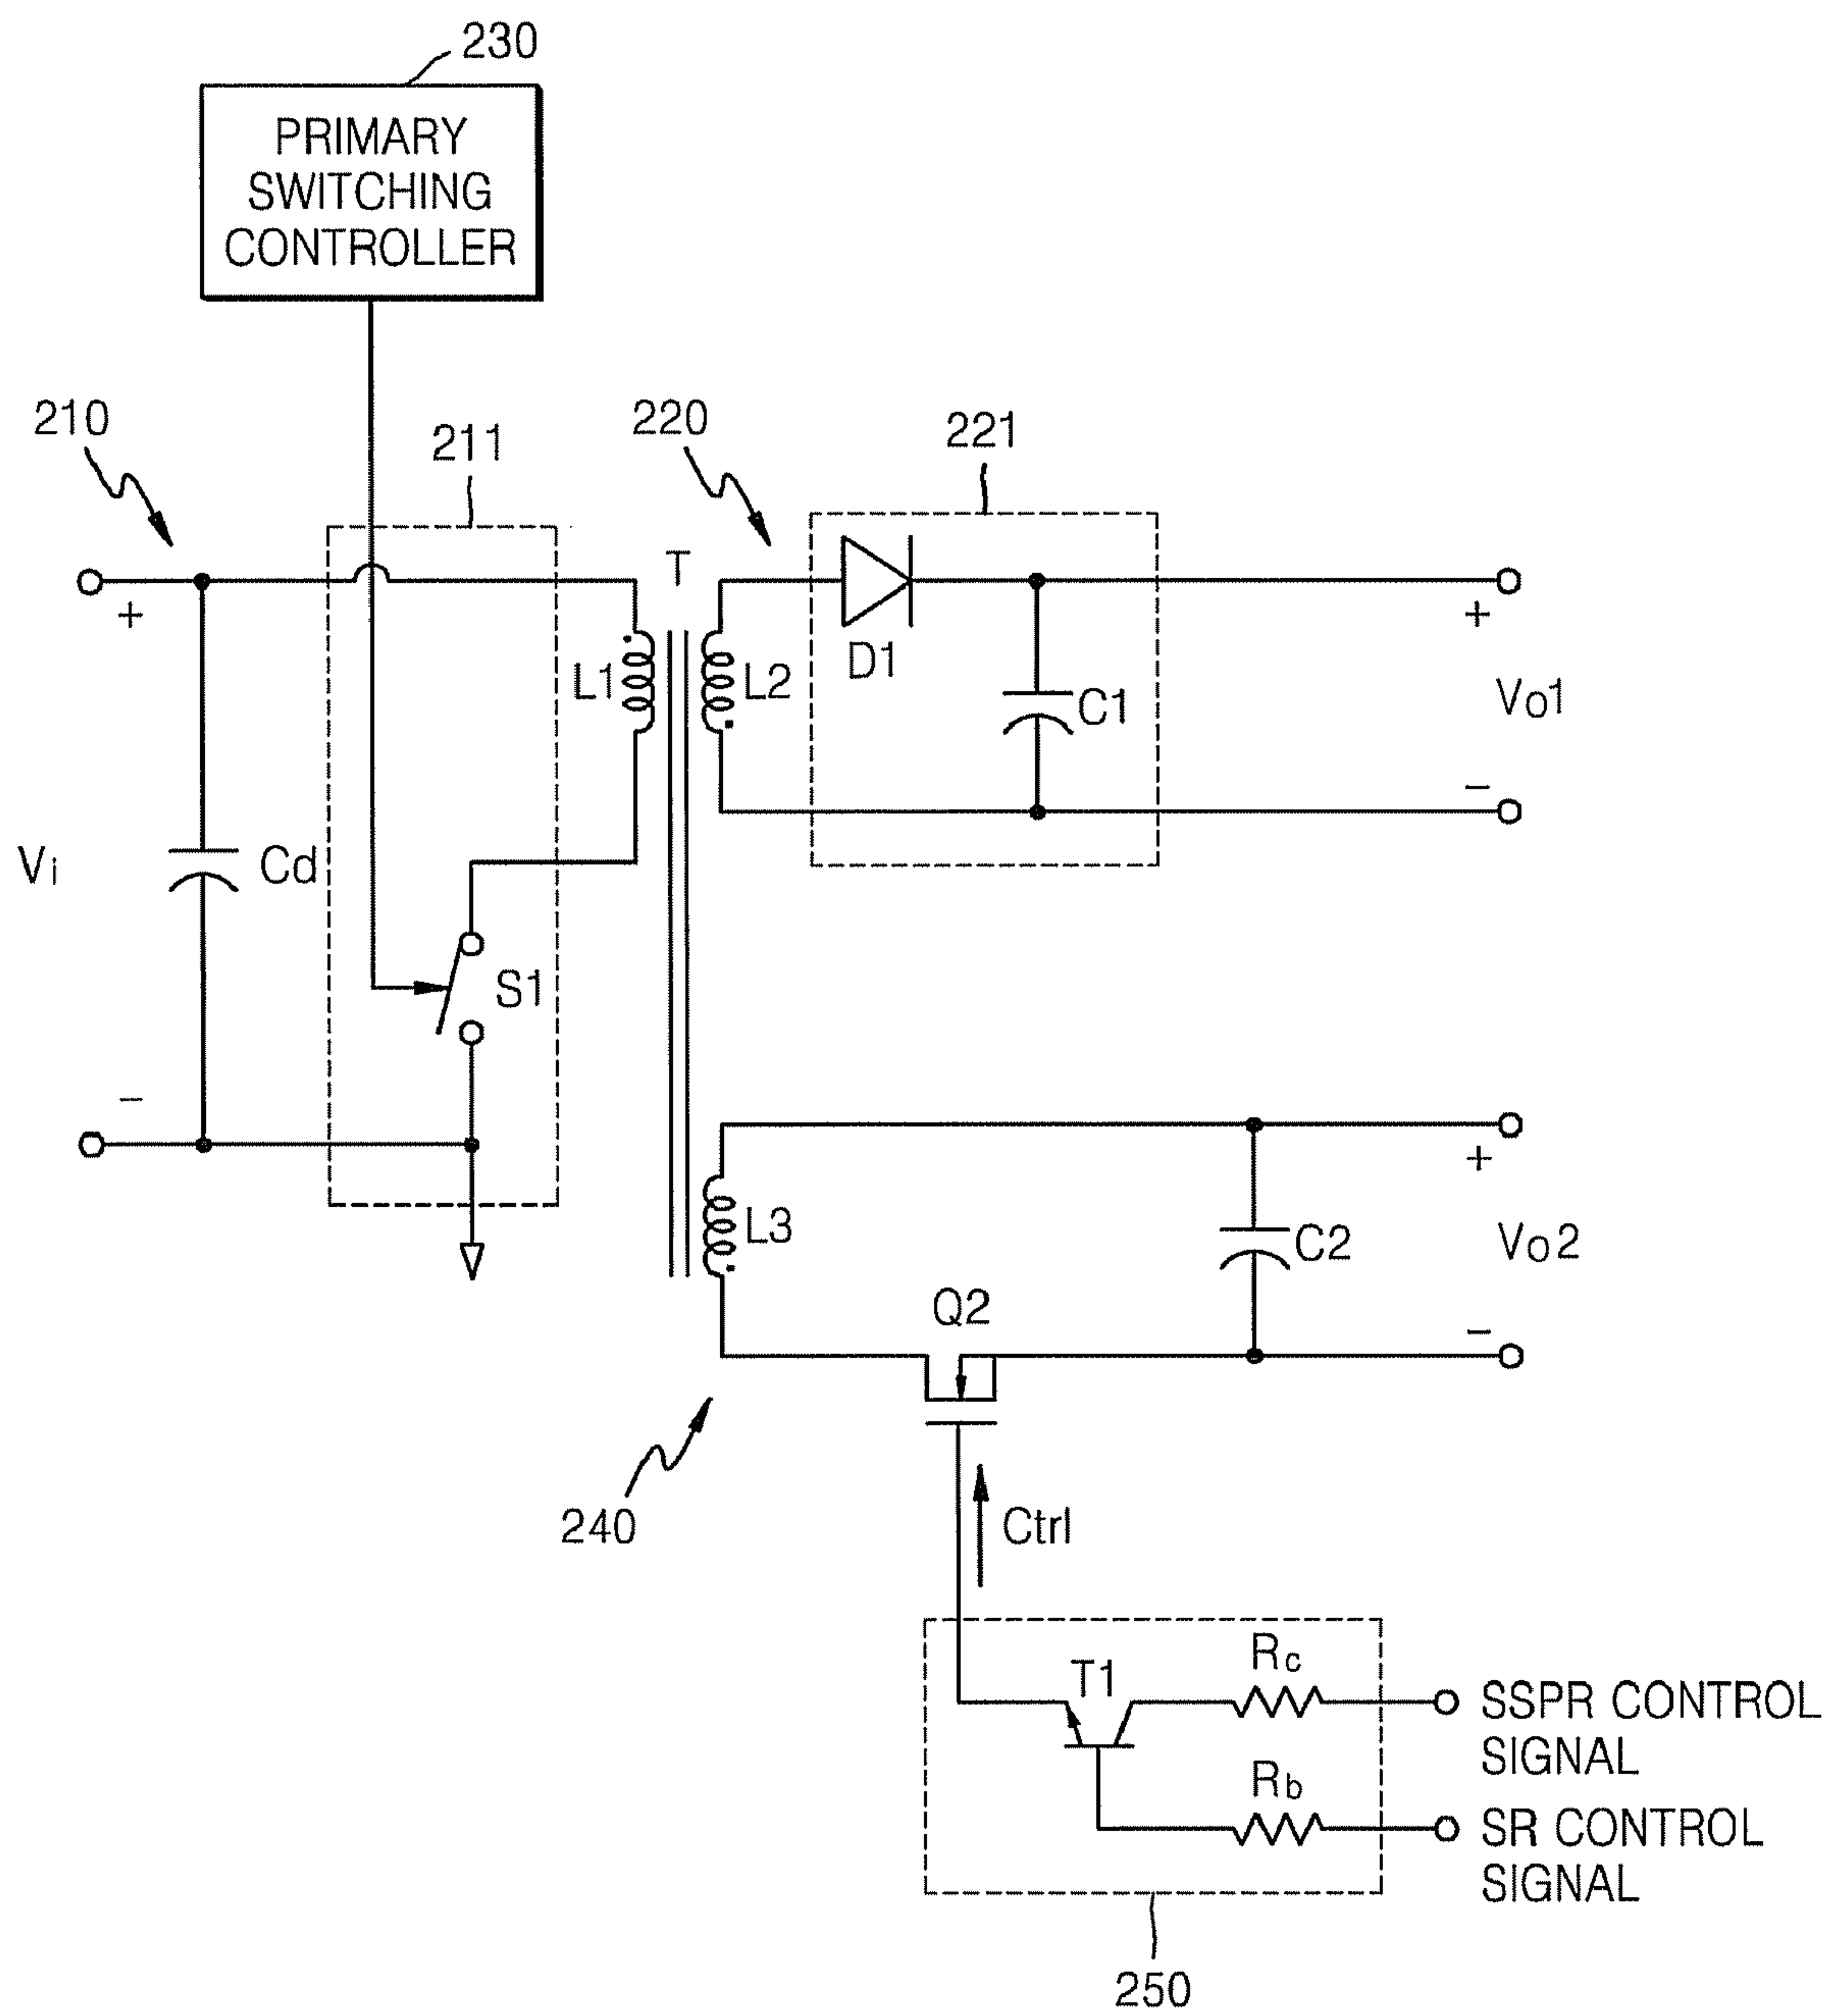 230
PRIMARY
SWITCHING
CONTROLLER
210
211
220
221
T
+
+
D1
L1
L2
C1
Vo1
−
Vi
Cd
S1
−
+
L3
C2
Vo2
Q2
−
240
Ctrl
T1
Rc
SSPR CONTROL
SIGNAL
Rb
SR CONTROL
SIGNAL
250